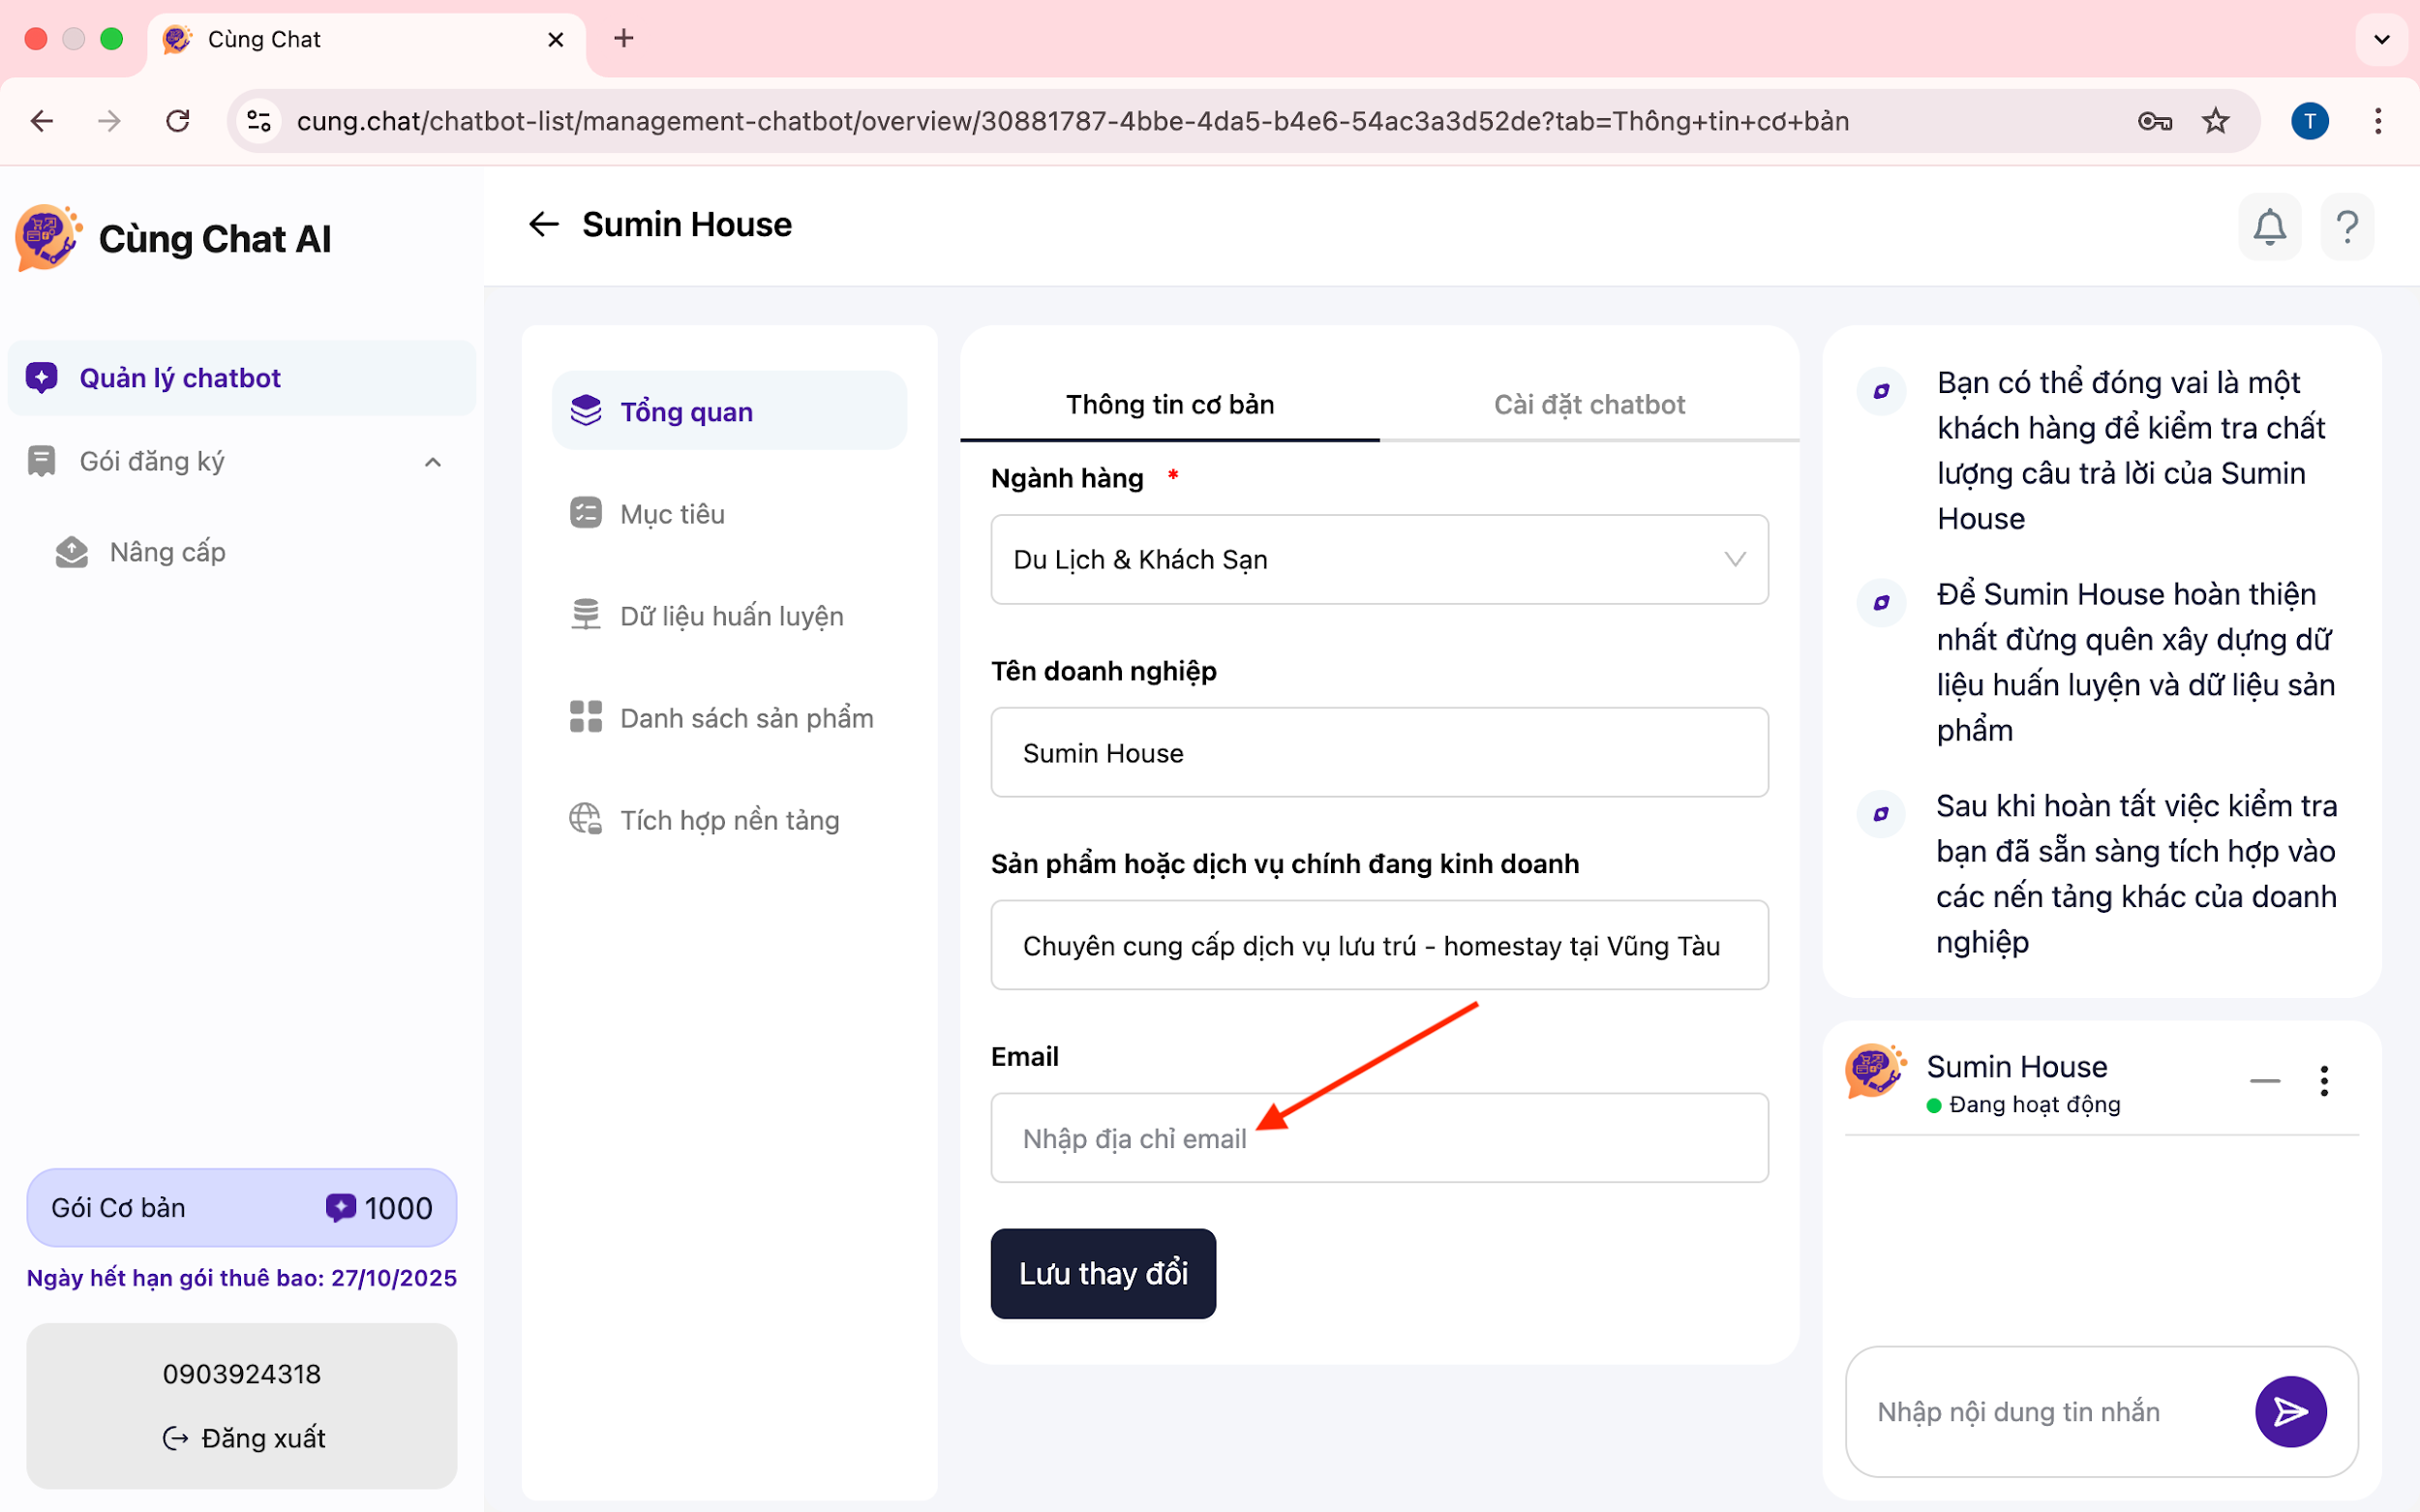 Cùng Chat
cung.chat/chatbot-list/management-chatbot/overview/30881787-4bbe-4da5-b4e6-54ac3a3d52de?tab=Thông+tin+cơ+bản
T
Cùng Chat AI
Quản lý chatbot
Gói đăng ký
Nâng cấp
Gói Cơ bản
1000
Ngày hết hạn gói thuê bao: 27/10/2025
0903924318
Đăng xuất
Sumin House
Tổng quan
Mục tiêu
Dữ liệu huấn luyện
Danh sách sản phẩm
Tích hợp nền tảng
Thông tin cơ bản
Cài đặt chatbot
Ngành hàng *
Du Lịch & Khách Sạn
Tên doanh nghiệp
Sumin House
Sản phẩm hoặc dịch vụ chính đang kinh doanh
Chuyên cung cấp dịch vụ lưu trú - homestay tại Vũng Tàu
Email
Nhập địa chỉ email
Lưu thay đổi
Bạn có thể đóng vai là một
khách hàng để kiểm tra chất
lượng câu trả lời của Sumin
House
Để Sumin House hoàn thiện
nhất đừng quên xây dựng dữ
liệu huấn luyện và dữ liệu sản
phẩm
Sau khi hoàn tất việc kiểm tra
bạn đã sẵn sàng tích hợp vào
các nến tảng khác của doanh
nghiệp
Sumin House
Đang hoạt động
Nhập nội dung tin nhắn